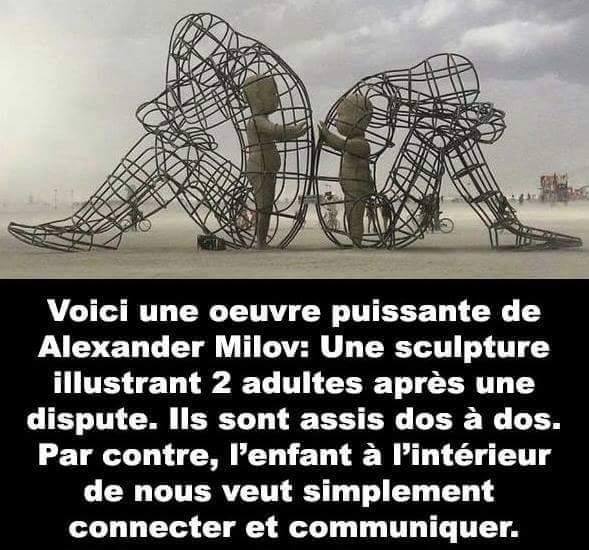 Voici une oeuvre puissante de
Alexander Milov: Une sculpture
illustrant 2 adultes après une
dispute. Ils sont assis dos à dos.
Par contre, l'enfant à l'intérieur
de nous veut simplement
connecter et communiquer.